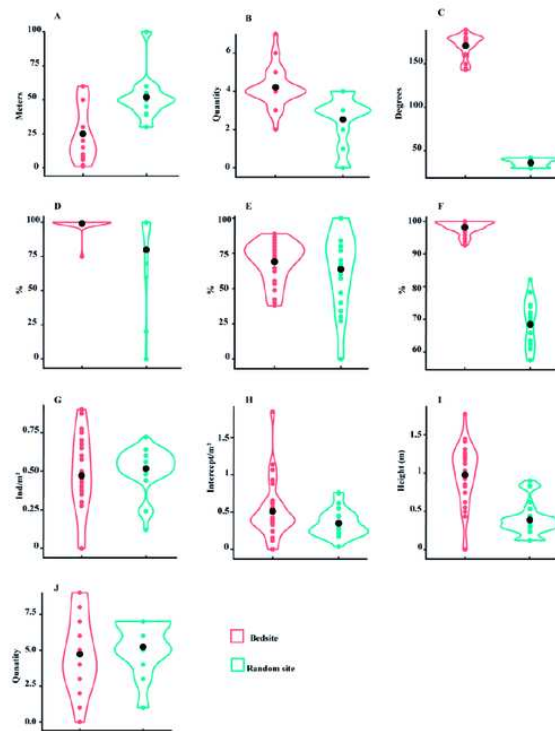 A
B
C
Meters
100
75
50
25
0
Quantity
6
4
2
0
Degrees
150
100
50
D
E
F
%
100
75
50
25
0
%
100
75
50
25
0
%
100
90
80
70
60
G
H
I
Ind/m²
0.75
0.50
0.25
0
Intercept/m²
1.5
1
0.5
0
Height (m)
1.5
1
0.5
0
J
Qunatity
7.5
5.0
2.5
0.0
Bedsite
Random site